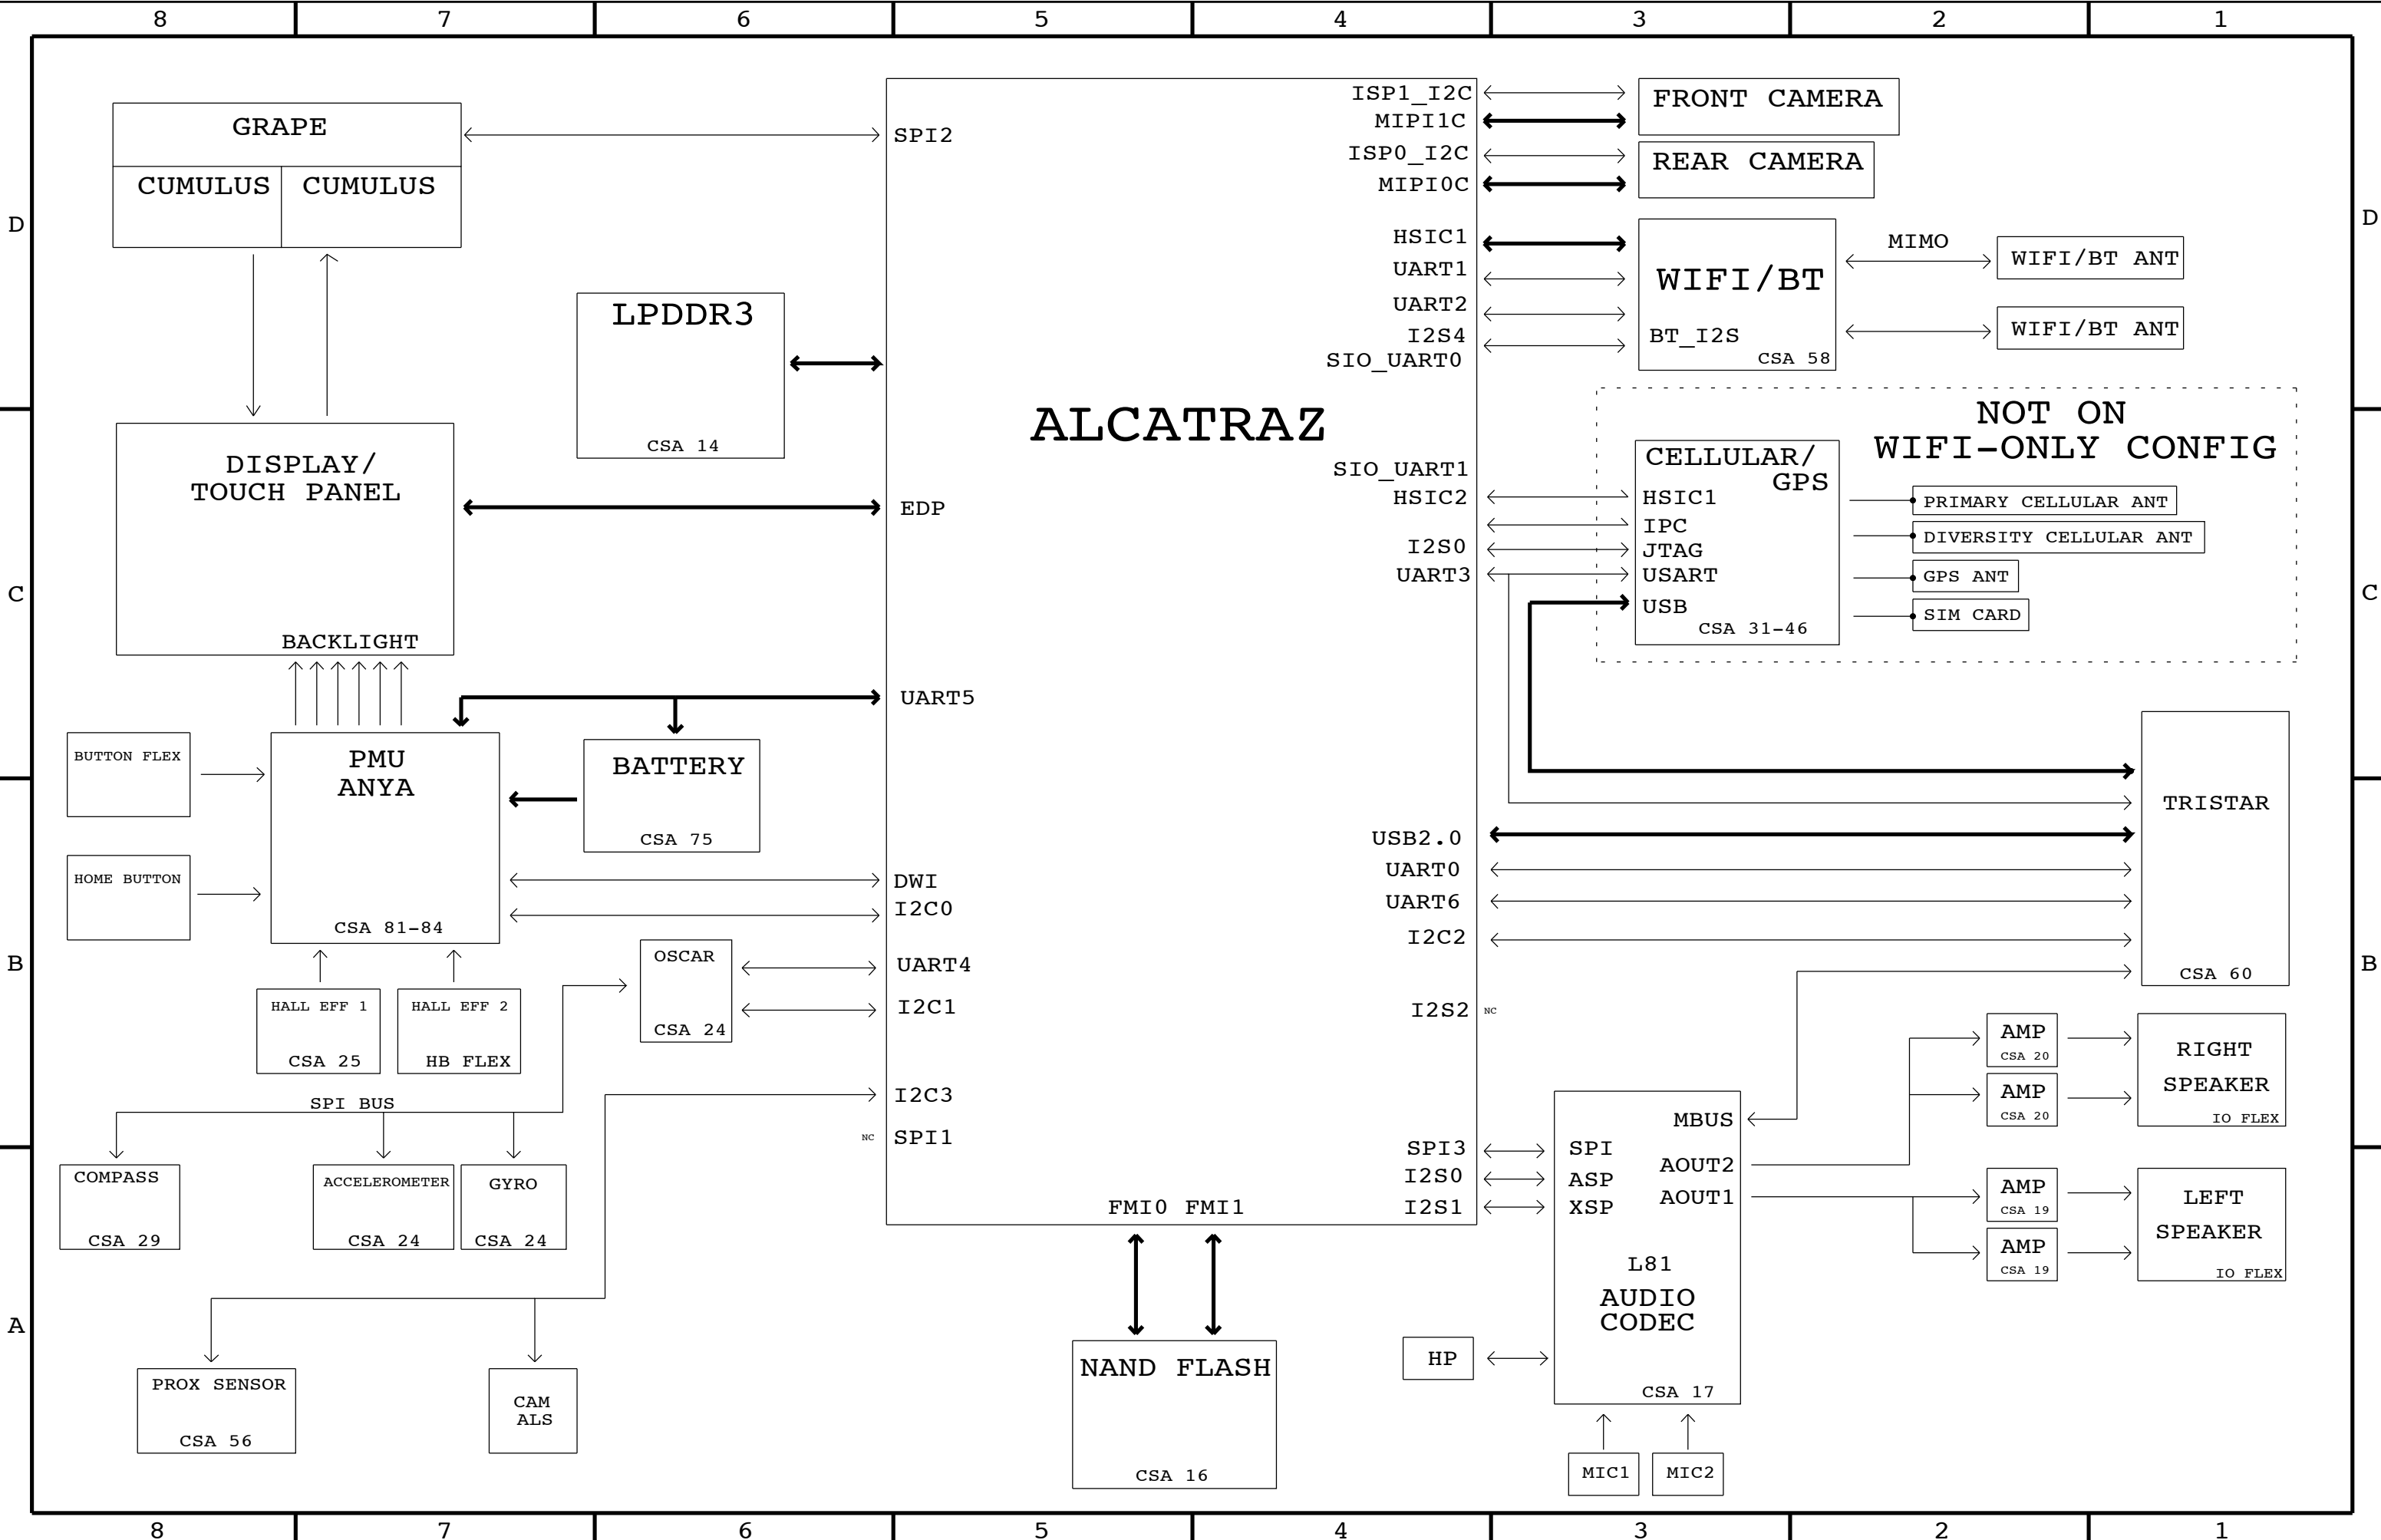 8 7 6 5 4 3 2 1
D
C
B
A
GRAPE
CUMULUS CUMULUS
DISPLAY/
TOUCH PANEL
BACKLIGHT
LPDDR3
CSA 14
BUTTON FLEX
HOME BUTTON
PMU
ANYA
CSA 81-84
BATTERY
CSA 75
HALL EFF 1
CSA 25
HALL EFF 2
HB FLEX
OSCAR
CSA 24
SPI BUS
COMPASS
CSA 29
ACCELEROMETER
CSA 24
GYRO
CSA 24
PROX SENSOR
CSA 56
CAM
ALS
ALCATRAZ
SPI2
EDP
UART5
DWI
I2C0
UART4
I2C1
I2C3
NC SPI1
FMI0 FMI1
NAND FLASH
CSA 16
ISP1_I2C
MIPI1C
ISP0_I2C
MIPI0C
HSIC1
UART1
UART2
I2S4
SIO_UART0
SIO_UART1
HSIC2
I2S0
UART3
USB2.0
UART0
UART6
I2C2
I2S2 NC
SPI3
I2S0
I2S1
FRONT CAMERA
REAR CAMERA
WIFI/BT
BT_I2S
CSA 58
MIMO
WIFI/BT ANT
WIFI/BT ANT
NOT ON
WIFI-ONLY CONFIG
CELLULAR/
GPS
HSIC1
IPC
JTAG
USART
USB
CSA 31-46
PRIMARY CELLULAR ANT
DIVERSITY CELLULAR ANT
GPS ANT
SIM CARD
TRISTAR
CSA 60
MBUS
SPI
AOUT2
ASP
AOUT1
XSP
L81
AUDIO
CODEC
CSA 17
HP
MIC1
MIC2
AMP
CSA 20
AMP
CSA 20
RIGHT
SPEAKER
IO FLEX
AMP
CSA 19
AMP
CSA 19
LEFT
SPEAKER
IO FLEX
D
C
B
8 7 6 5 4 3 2 1